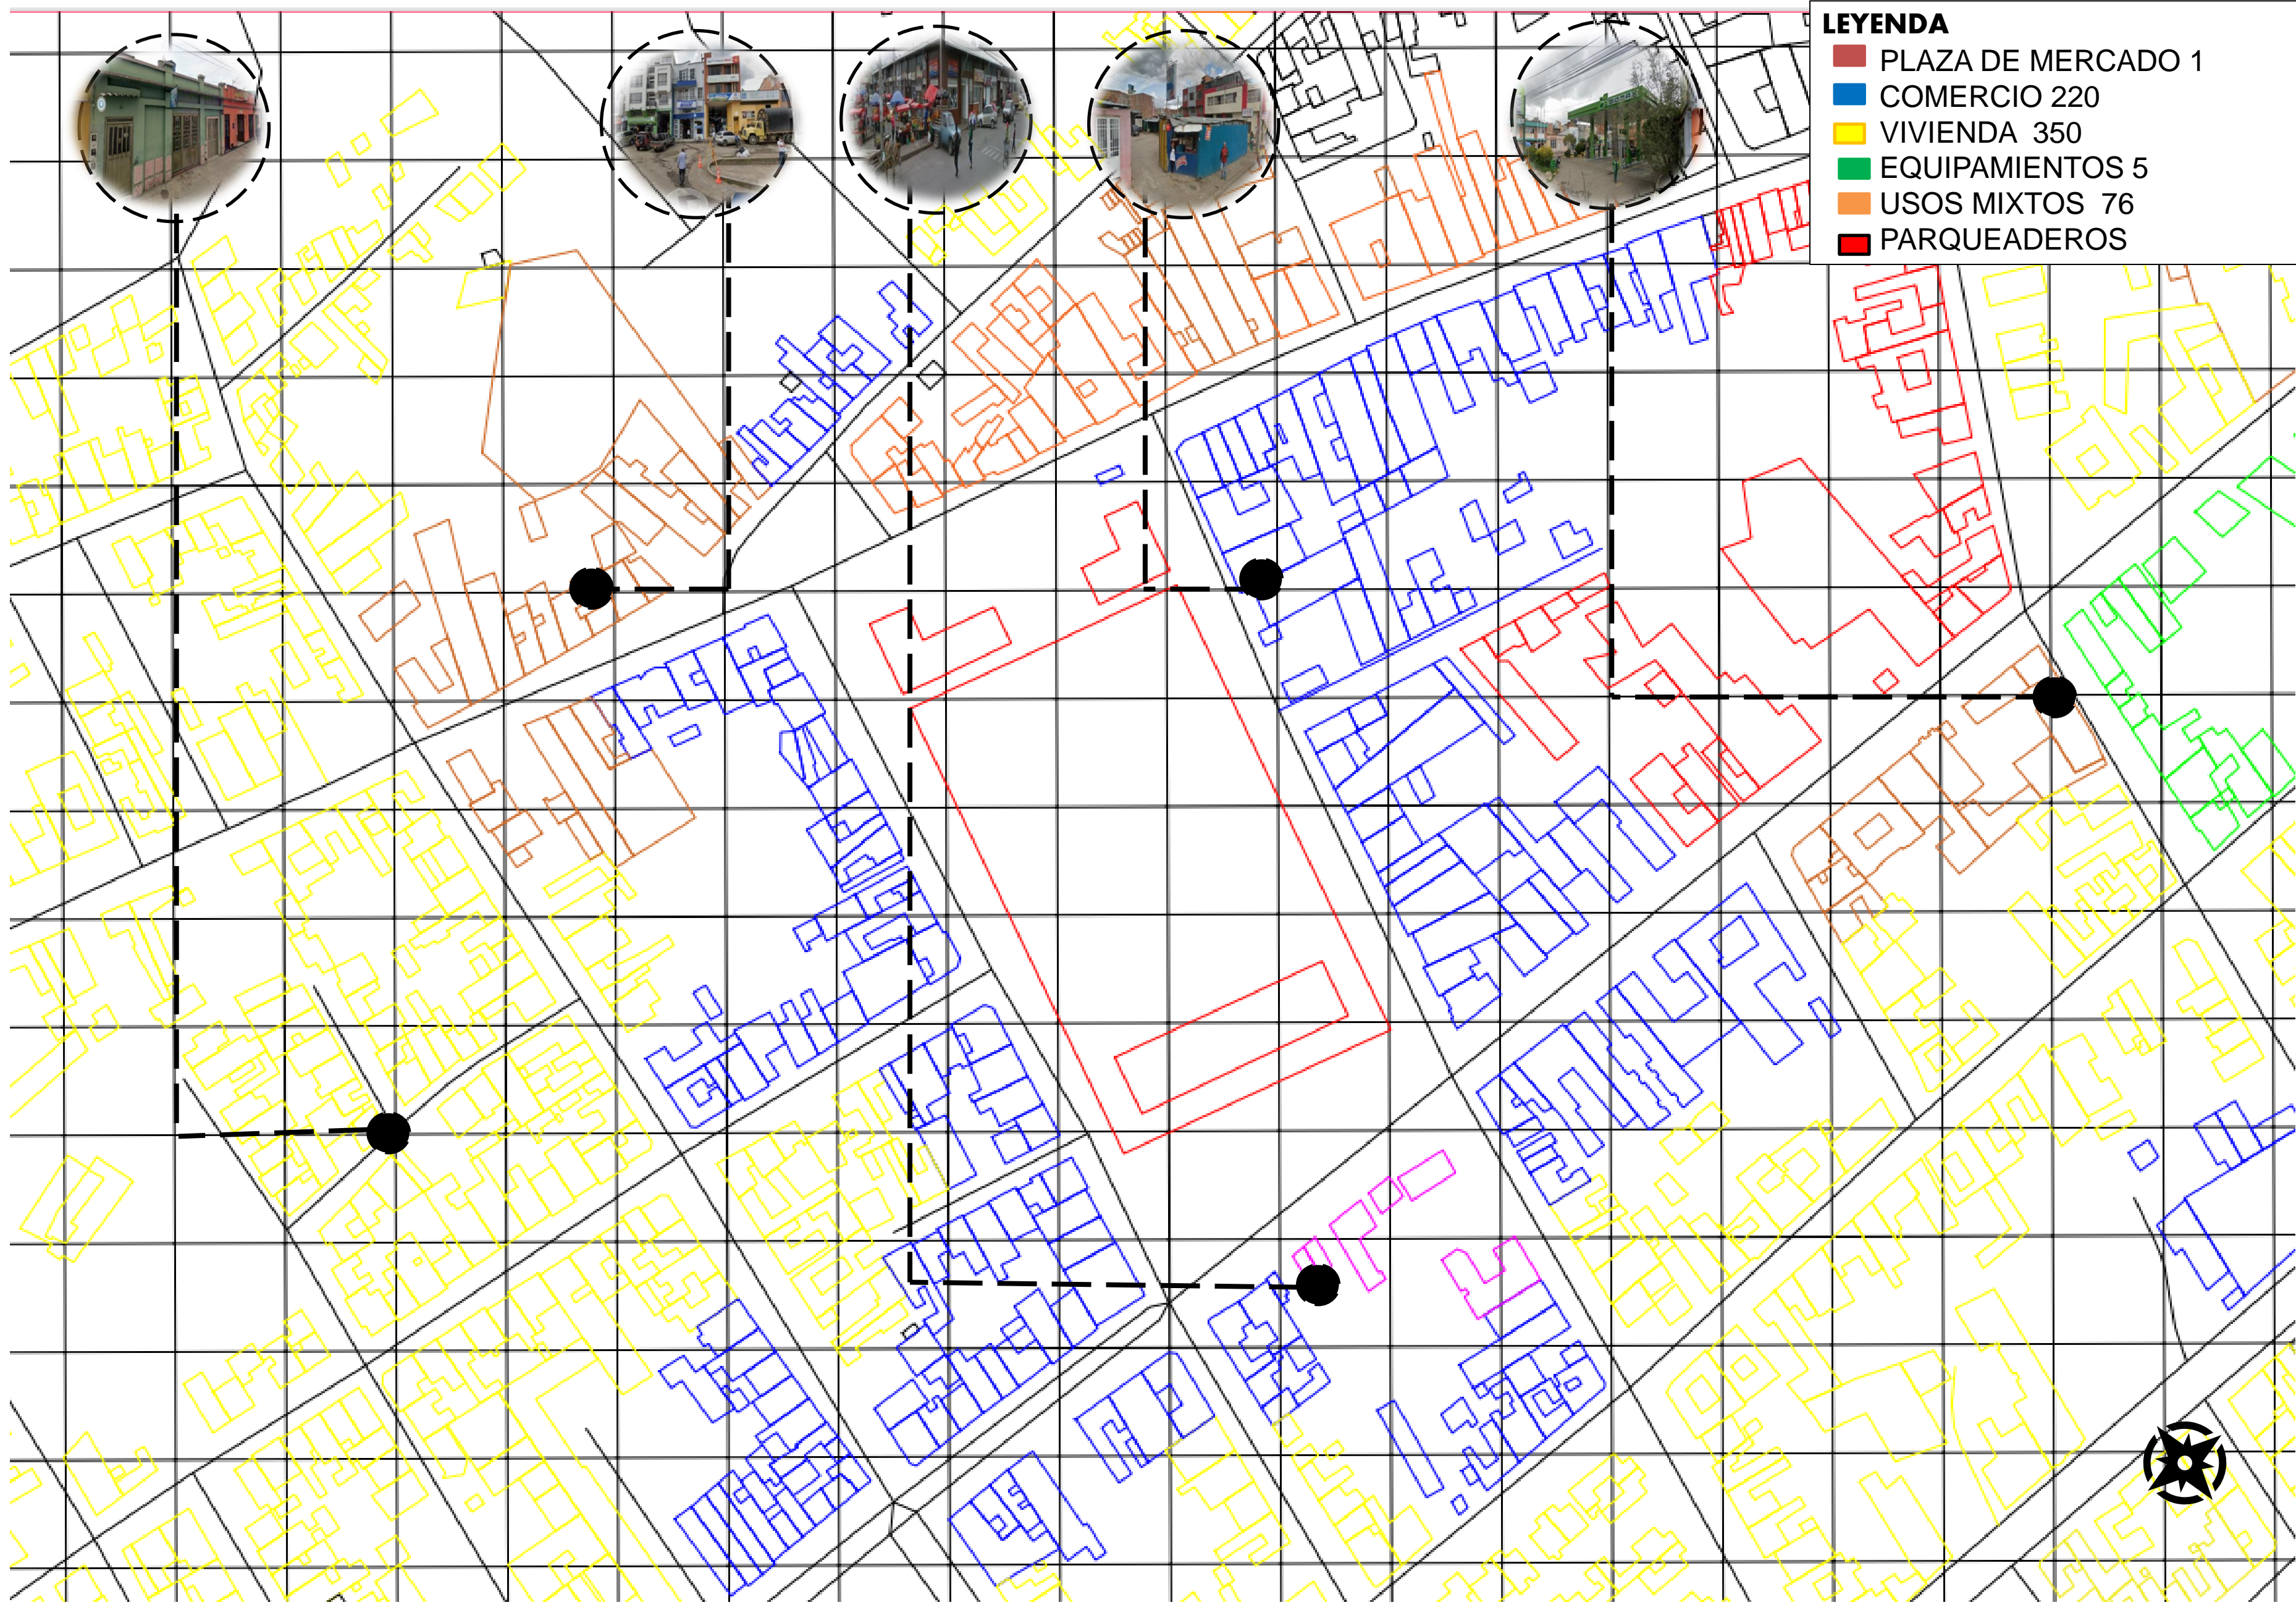 LEYENDA
PLAZA DE MERCADO 1
COMERCIO 220
VIVIENDA 350
EQUIPAMIENTOS 5
USOS MIXTOS 76
PARQUEADEROS